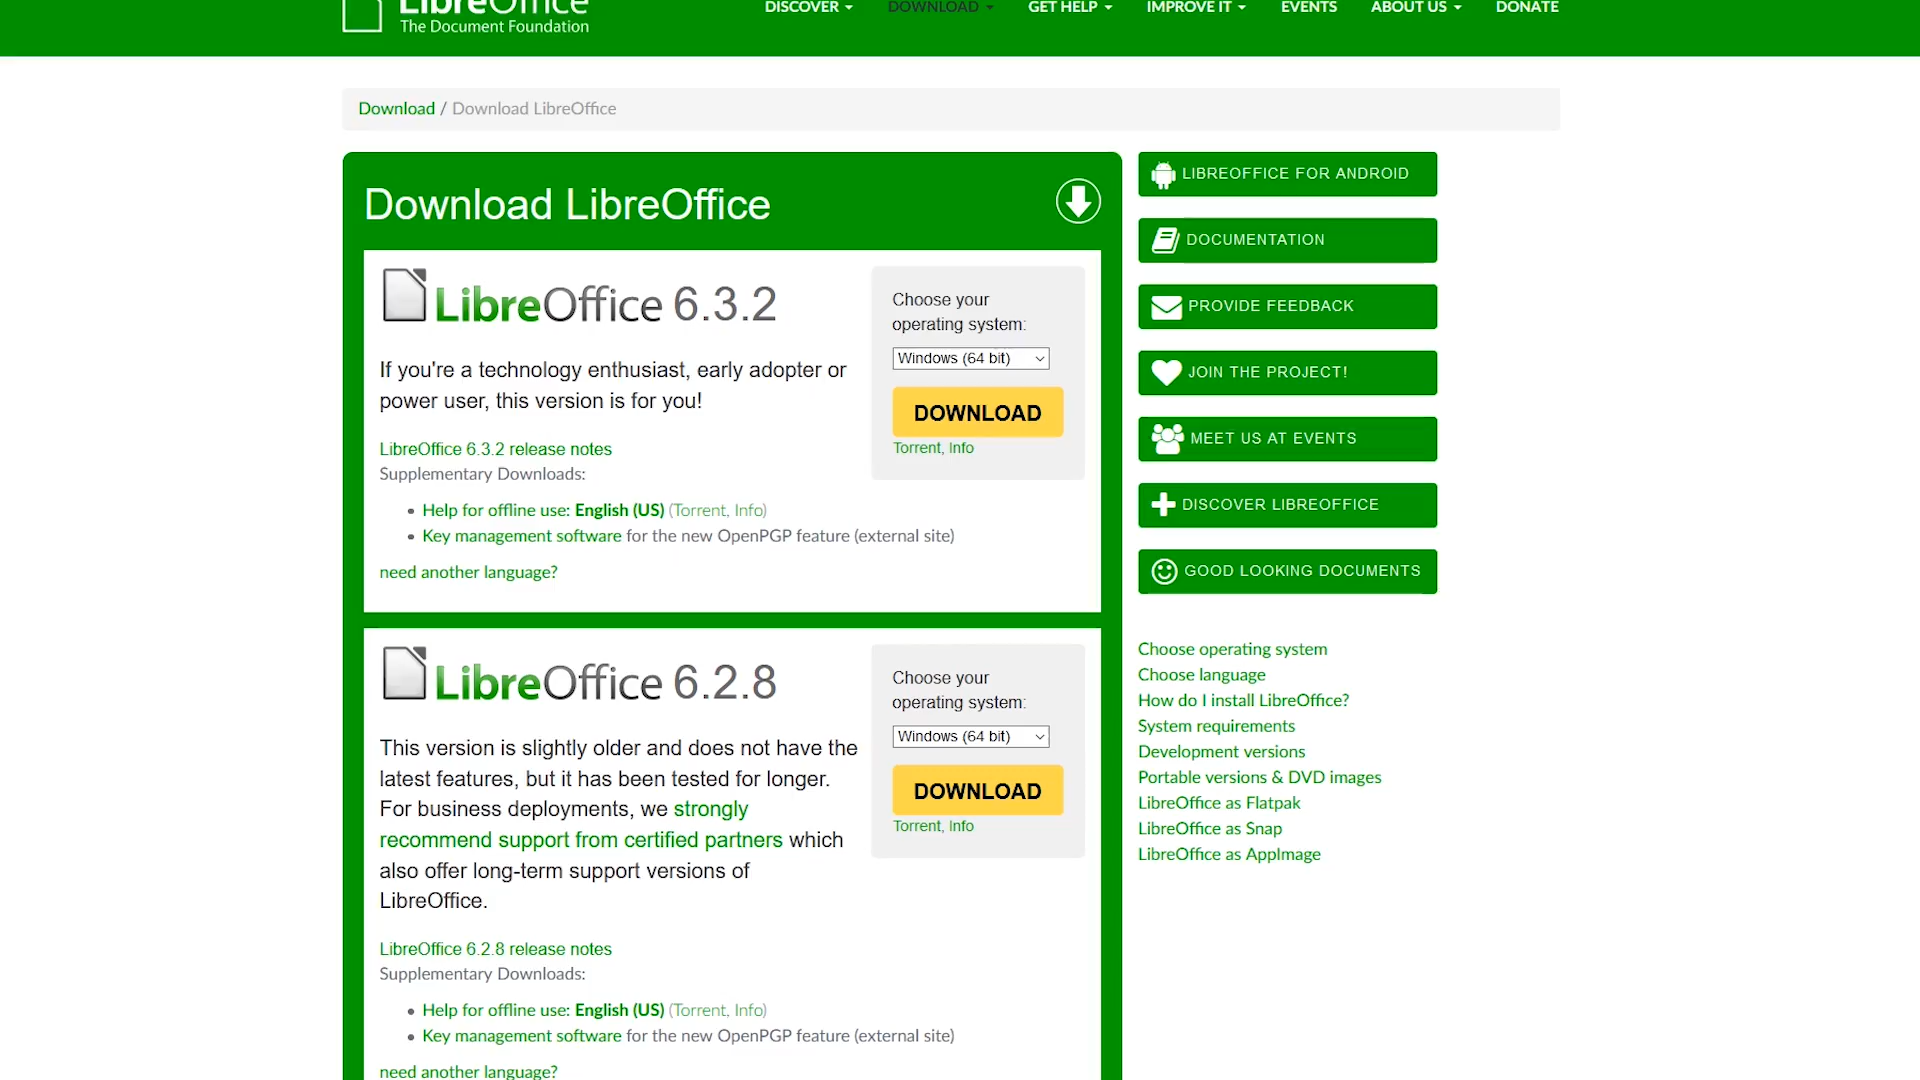 LibreOffice
The Document Foundation
DISCOVER
DOWNLOAD
GET HELP
IMPROVE IT
EVENTS
ABOUT US
DONATE
Download / Download LibreOffice
Download LibreOffice
LibreOffice 6.3.2
If you're a technology enthusiast, early adopter or
power user, this version is for you!
LibreOffice 6.3.2 release notes
Supplementary Downloads:
Help for offline use: English (US) (Torrent, Info)
Key management software for the new OpenPGP feature (external site)
need another language?
Choose your
operating system:
Windows (64 bit)
DOWNLOAD
Torrent, Info
LibreOffice 6.2.8
This version is slightly older and does not have the
latest features, but it has been tested for longer.
For business deployments, we strongly
recommend support from certified partners which
also offer long-term support versions of
LibreOffice.
LibreOffice 6.2.8 release notes
Supplementary Downloads:
Help for offline use: English (US) (Torrent, Info)
Key management software for the new OpenPGP feature (external site)
need another language?
Choose your
operating system:
Windows (64 bit)
DOWNLOAD
Torrent, Info
LIBREOFFICE FOR ANDROID
DOCUMENTATION
PROVIDE FEEDBACK
JOIN THE PROJECT!
MEET US AT EVENTS
DISCOVER LIBREOFFICE
GOOD LOOKING DOCUMENTS
Choose operating system
Choose language
How do I install LibreOffice?
System requirements
Development versions
Portable versions & DVD images
LibreOffice as Flatpak
LibreOffice as Snap
LibreOffice as AppImage